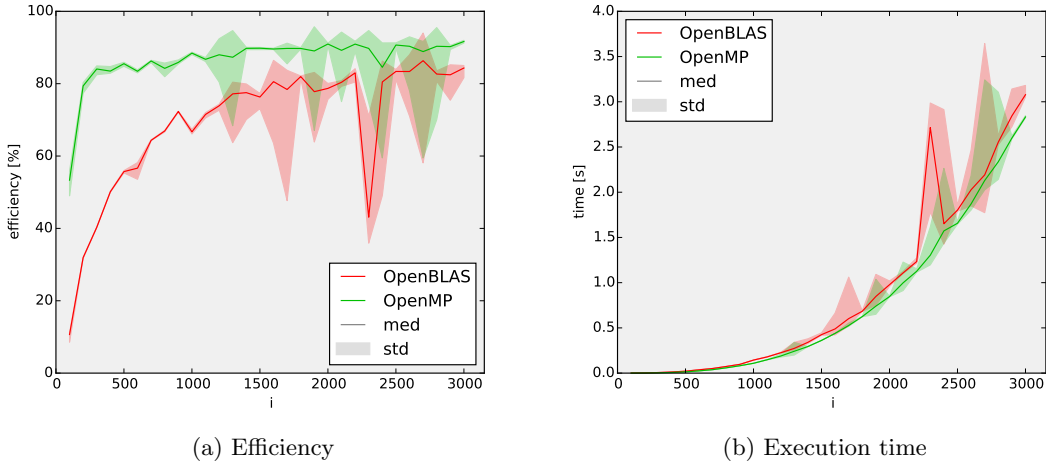 100
80
60
40
20
0
efficiency [%]
0
500
1000
1500
2000
2500
3000
i
OpenBLAS
OpenMP
med
std
(a) Efficiency
4.0
3.5
3.0
2.5
2.0
1.5
1.0
0.5
0.0
time [s]
0
500
1000
1500
2000
2500
3000
i
OpenBLAS
OpenMP
med
std
(b) Execution time